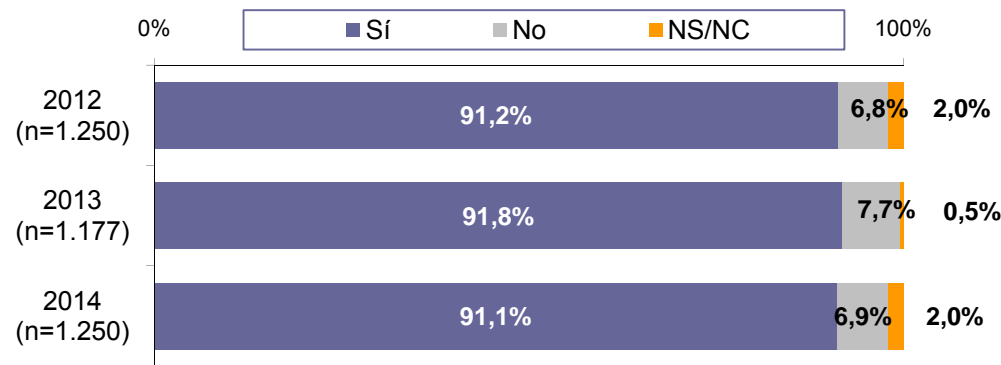 0% Sí No NS/NC 100%
2012
(n=1.250)
91,2% 6,8% 2,0%
2013
(n=1.177)
91,8% 7,7% 0,5%
2014
(n=1.250)
91,1% 6,9% 2,0%